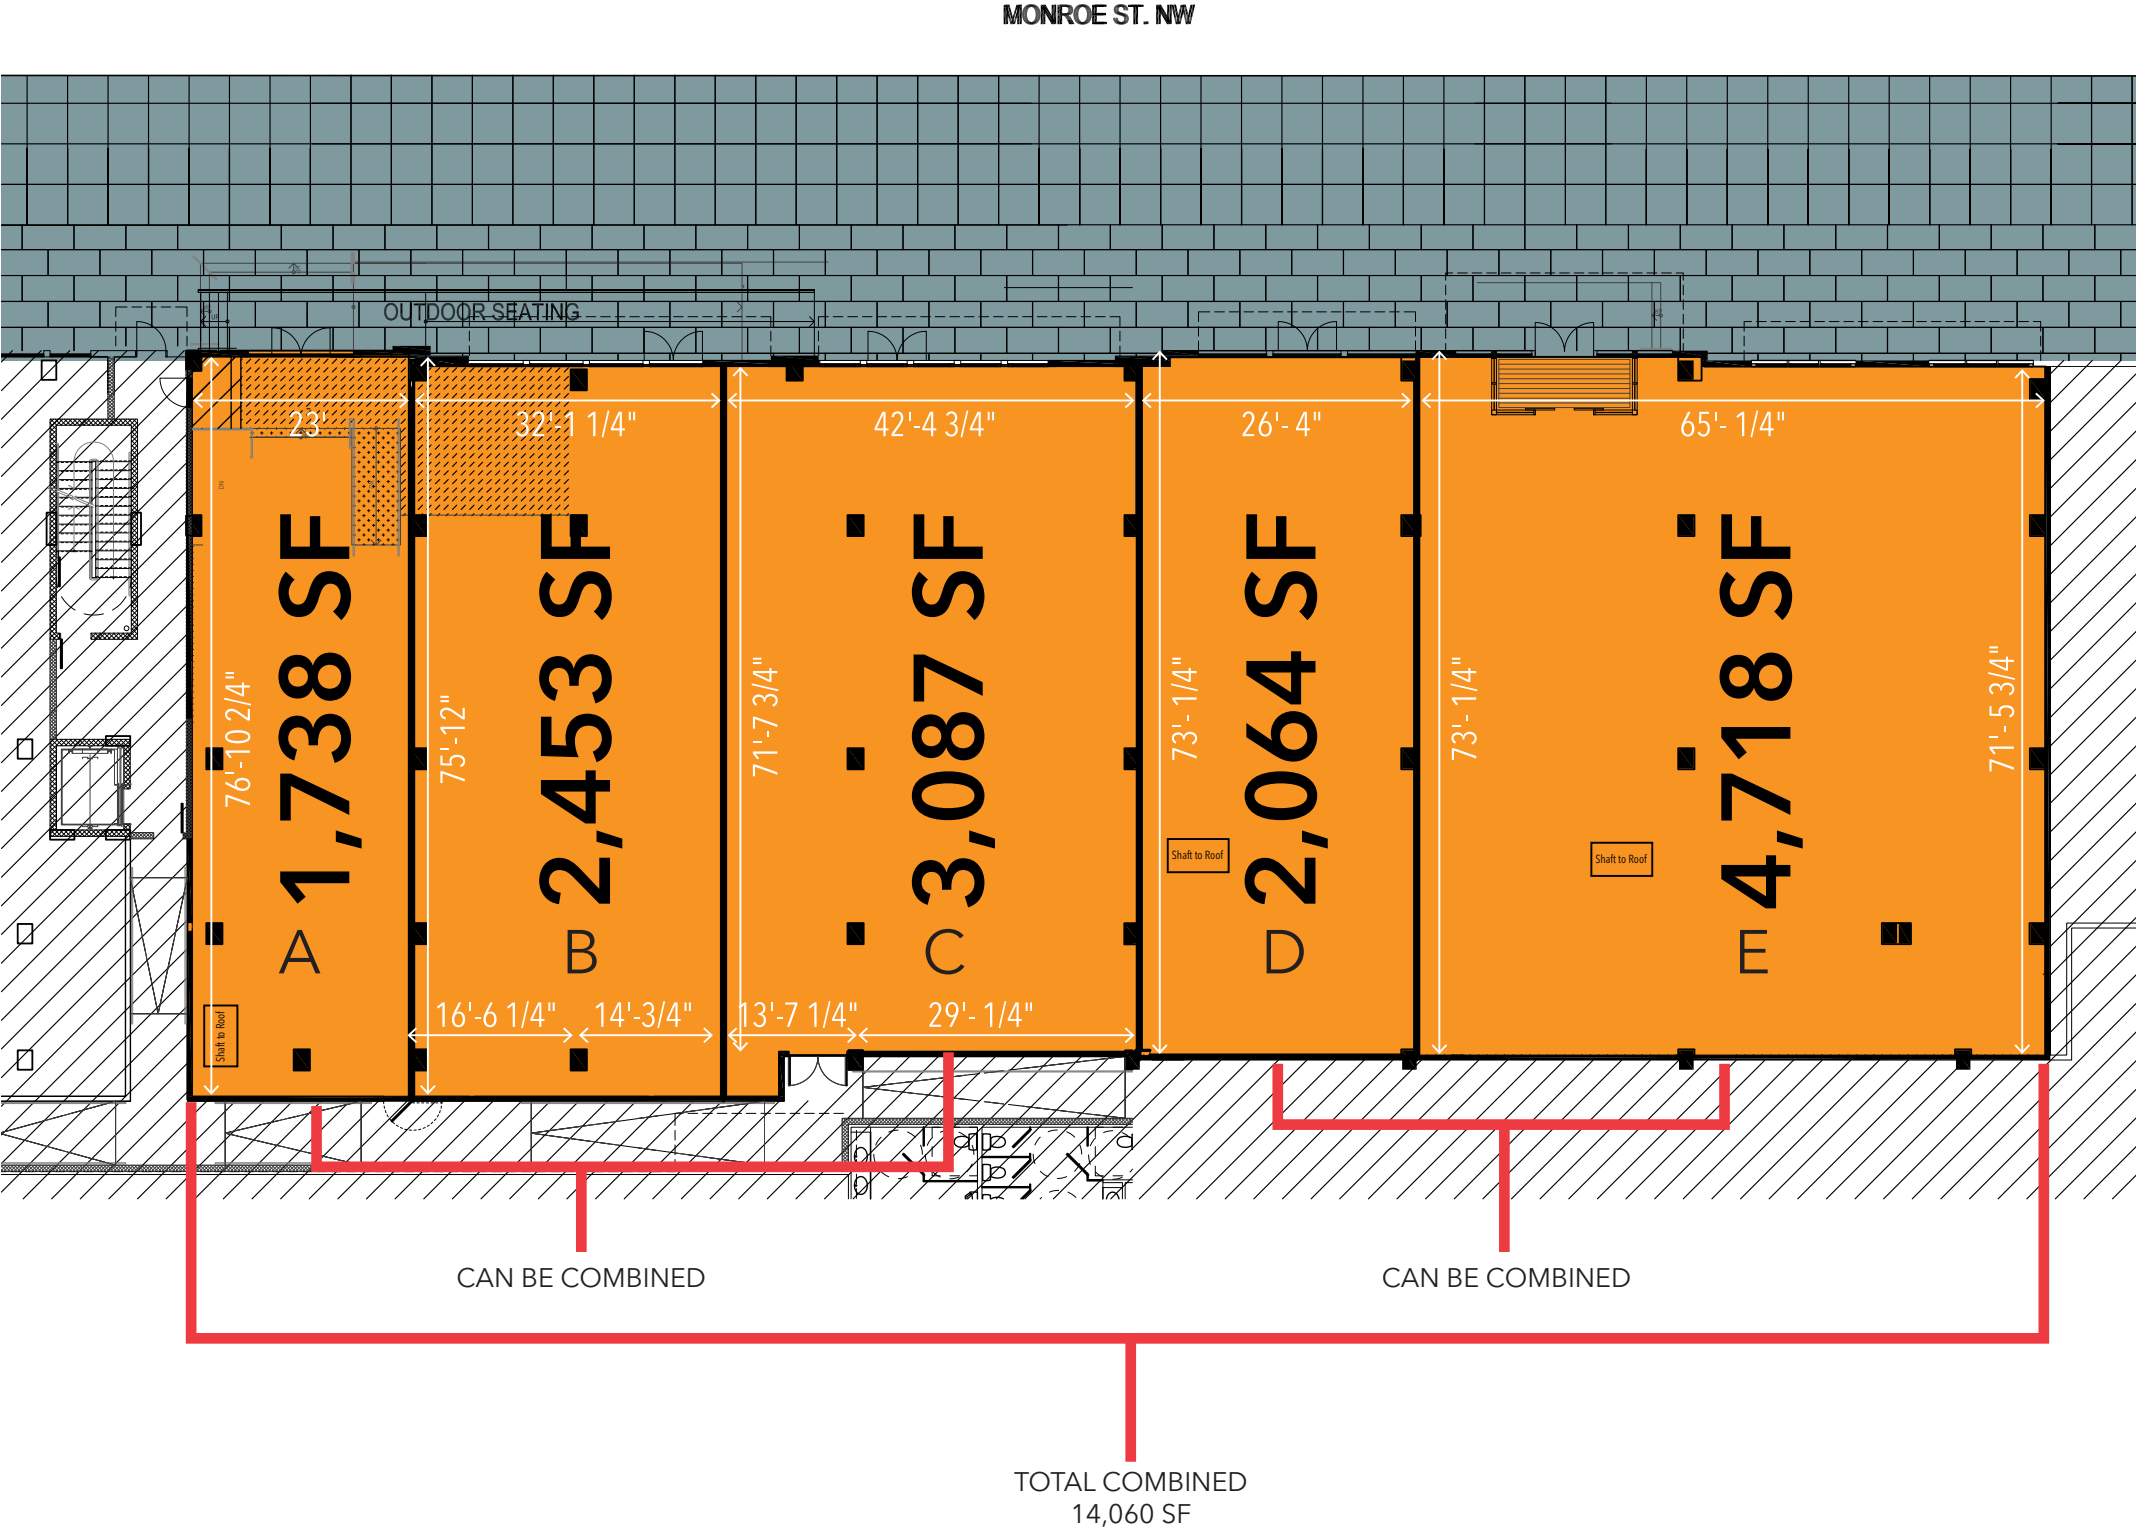 MONROE ST. NW
OUTDOOR SEATING
23'
32'-1 1/4"
42'-4 3/4"
26'- 4"
65'- 1/4"
DN
76'-10 2/4"
1,738 SF
A
75'-12"
2,453 SF
B
71'-7 3/4"
3,087 SF
C
73'- 1/4"
2,064 SF
D
73'- 1/4"
4,718 SF
E
71'- 5 3/4"
Shaft to Roof
Shaft to Roof
Shaft to Roof
16'-6 1/4"
14'-3/4"
13'-7 1/4"
29'- 1/4"
CAN BE COMBINED
CAN BE COMBINED
TOTAL COMBINED
14,060 SF